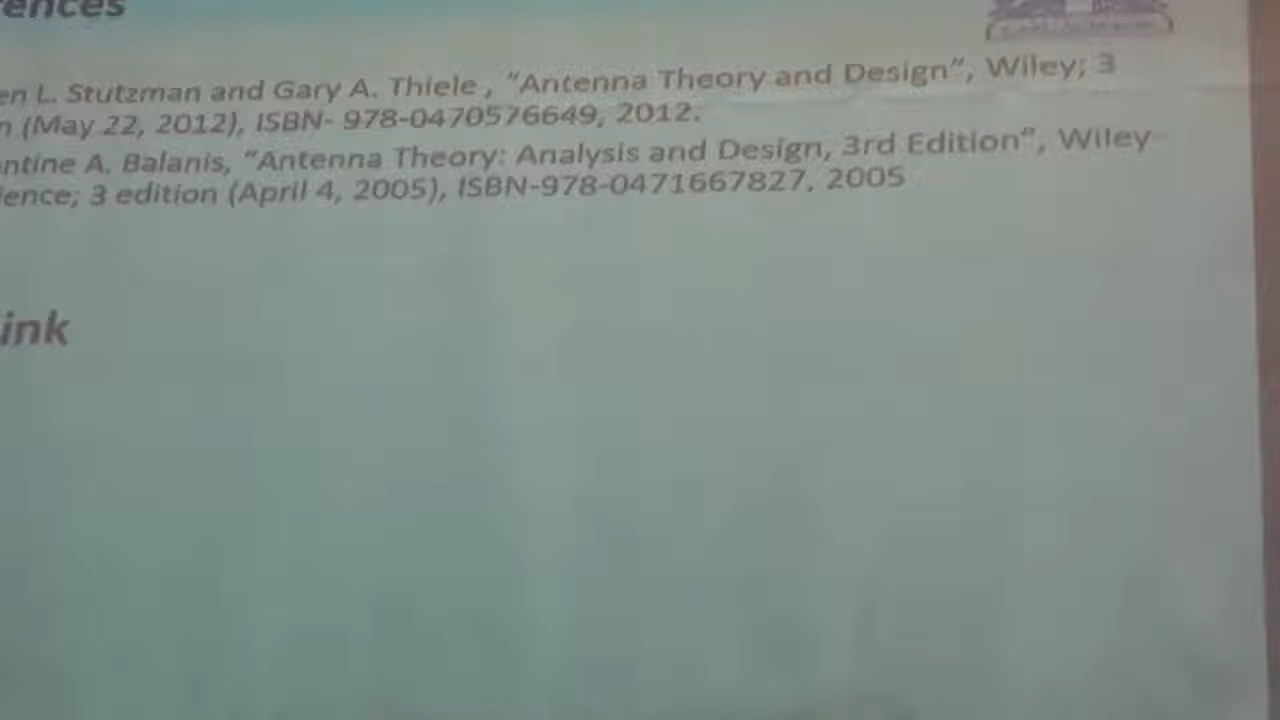 ences
en L. Stutzman and Gary A. Thiele , “Antenna Theory and Design”, Wiley; 3
n (May 22, 2012), ISBN- 978-0470576649, 2012.
ntine A. Balanis, “Antenna Theory: Analysis and Design, 3rd Edition”, Wiley-
ience; 3 edition (April 4, 2005), ISBN-978-0471667827, 2005
ink